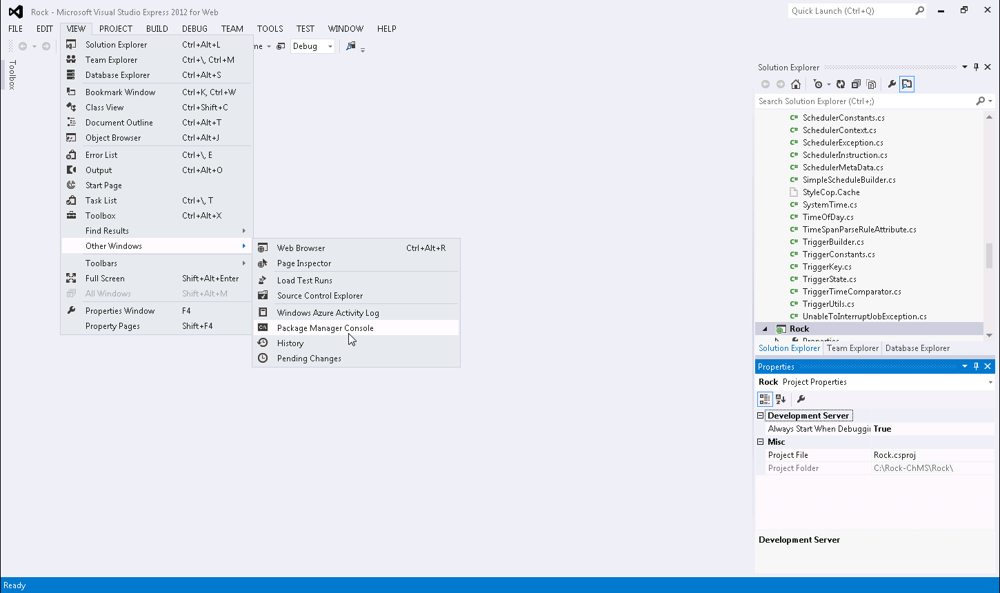 Rock - Microsoft Visual Studio Express 2012 for Web
Quick Launch (Ctrl+Q)
FILE EDIT VIEW PROJECT BUILD DEBUG TEAM TOOLS TEST WINDOW HELP
Debug
Toolbox
Solution Explorer Ctrl+Alt+L
Team Explorer Ctrl+\, Ctrl+M
Database Explorer Ctrl+Alt+S
Bookmark Window Ctrl+K, Ctrl+W
Class View Ctrl+Shift+C
Document Outline Ctrl+Alt+T
Object Browser Ctrl+Alt+J
Error List Ctrl+\, E
Output Ctrl+Alt+O
Start Page
Task List Ctrl+\, T
Toolbox Ctrl+Alt+X
Find Results
Other Windows
Toolbars
Full Screen Shift+Alt+Enter
All Windows Shift+Alt+M
Properties Window F4
Property Pages Shift+F4
Web Browser Ctrl+Alt+R
Page Inspector
Load Test Runs
Source Control Explorer
Windows Azure Activity Log
Package Manager Console
History
Pending Changes
Solution Explorer
Search Solution Explorer (Ctrl+;)
C# SchedulerConstants.cs
C# SchedulerContext.cs
C# SchedulerException.cs
C# SchedulerInstruction.cs
C# SchedulerMetaData.cs
C# SimpleScheduleBuilder.cs
StyleCop.Cache
C# SystemTime.cs
C# TimeOfDay.cs
C# TimeSpanParseRuleAttribute.cs
C# TriggerBuilder.cs
C# TriggerConstants.cs
C# TriggerKey.cs
C# TriggerState.cs
C# TriggerTimeComparator.cs
C# TriggerUtils.cs
C# UnableToInterruptJobException.cs
Rock
Properties
Solution Explorer Team Explorer Database Explorer
Properties
Rock Project Properties
Development Server
Always Start When Debuggi True
Misc
Project File Rock.csproj
Project Folder C:\Rock-ChMS\Rock\
Development Server
Ready